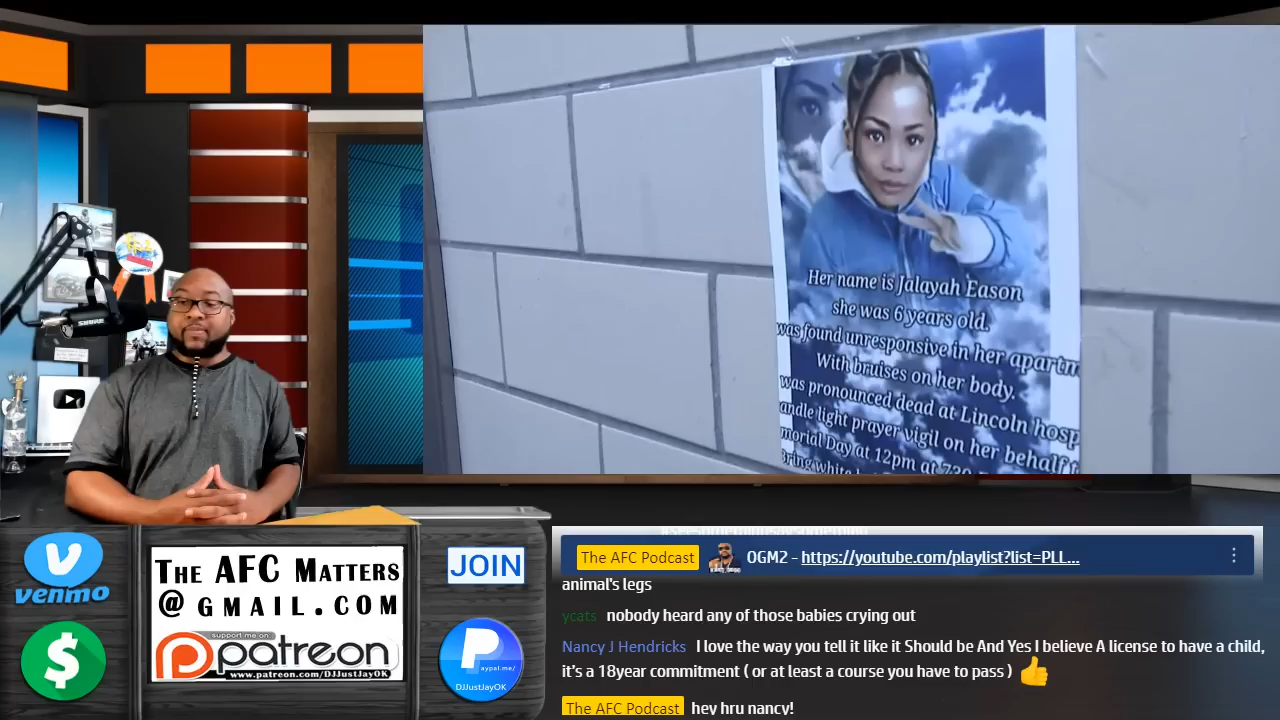 Her name is Jalayah Eason
she was 6 years old.
was found unresponsive in her apartm
With bruises on her body.
was pronounced dead at Lincoln hosp
andle light prayer vigil on her behalf t
morial Day at 12pm at 730
SHURE
venmo
THE AFC MATTERS
@GMAIL.COM
support me on:
patreon
www.patreon.com/DJJustJayOK
JOIN
aypal.me/
DJJustJayOK
The AFC Podcast OGM2 - https://youtube.com/playlist?list=PLL...
animal's legs
ycats nobody heard any of those babies crying out
Nancy J Hendricks I love the way you tell it like it Should be And Yes I believe A license to have a child,
it's a 18year commitment ( or at least a course you have to pass ) 👍
The AFC Podcast hey hru nancy!